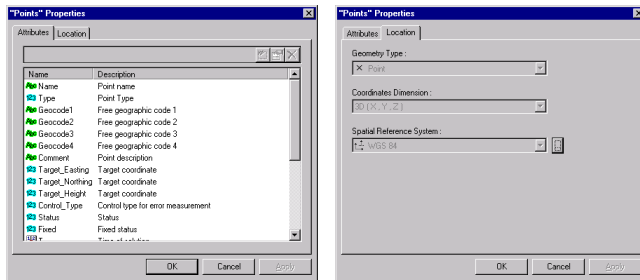 "Points" Properties
Attributes Location
Name Description
Name Point name
Type Point Type
Geocode1 Free geographic code 1
Geocode2 Free geographic code 2
Geocode3 Free geographic code 3
Geocode4 Free geographic code 4
Comment Point description
Target_Easting Target coordinate
Target_Northing Target coordinate
Target_Height Target coordinate
Control_Type Control type for error measurement
Status Status
Fixed Fixed status
Time of solution
OK Cancel Apply
"Points" Properties
Attributes Location
Geometry Type :
Point
Coordinates Dimension :
3D (X, Y, Z)
Spatial Reference System :
WGS 84
OK Cancel Apply